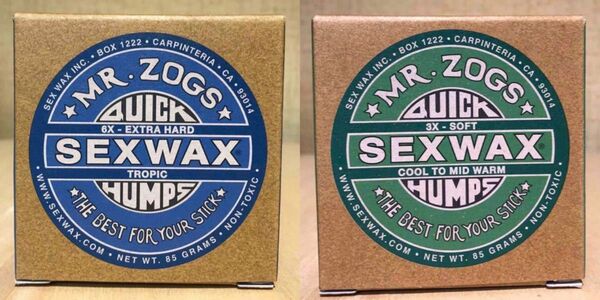 SEX WAX INC. • BOX 1222 • CARPINTERIA • CA • 93014
MR. ZOGS
QUICK
6X - EXTRA HARD
SEXWAX®
TROPIC
HUMPS
THE BEST FOR YOUR STICK
WWW.SEXWAX.COM • NET WT. 85 GRAMS • NON-TOXIC
SEX WAX INC. • BOX 1222 • CARPINTERIA • CA • 93014
MR. ZOGS
QUICK
3X - SOFT
SEXWAX®
COOL TO MID WARM
HUMPS
THE BEST FOR YOUR STICK
WWW.SEXWAX.COM • NET WT. 85 GRAMS • NON-TOXIC